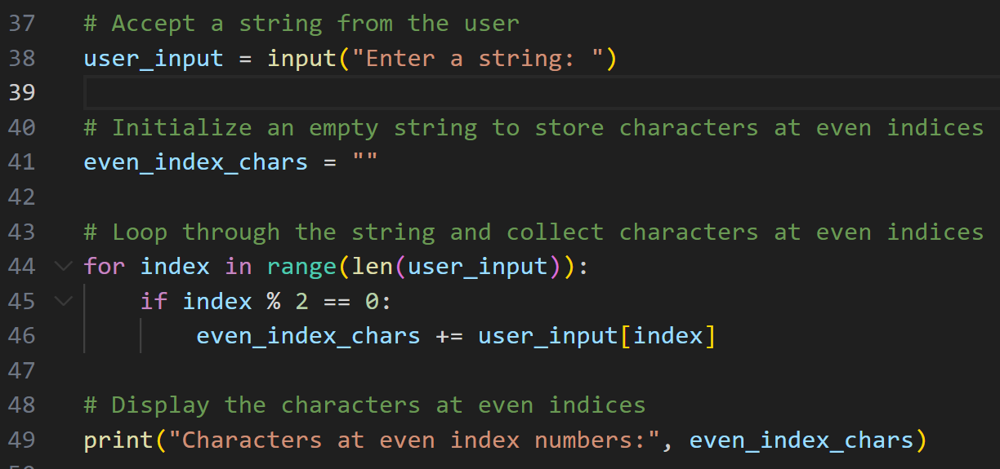 37 # Accept a string from the user
38 user_input = input("Enter a string: ")
39
40 # Initialize an empty string to store characters at even indices
41 even_index_chars = ""
42
43 # Loop through the string and collect characters at even indices
44 for index in range(len(user_input)):
45     if index % 2 == 0:
46         even_index_chars += user_input[index]
47
48 # Display the characters at even indices
49 print("Characters at even index numbers:", even_index_chars)